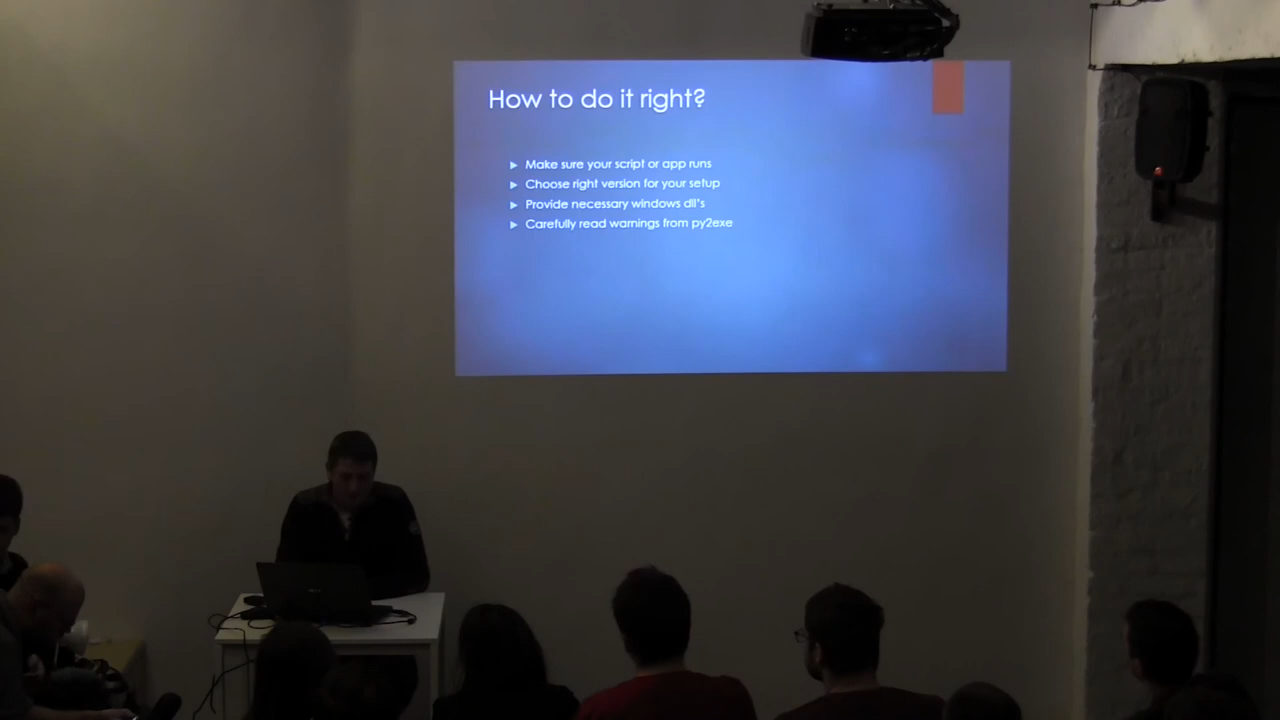 How to do it right?
Make sure your script or app runs
Choose right version for your setup
Provide necessary windows dll's
Carefully read warnings from py2exe